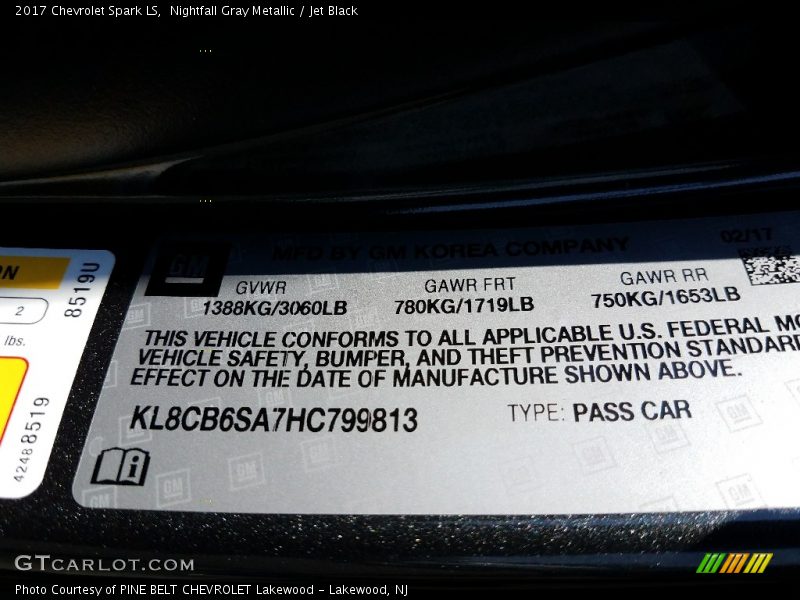 2017 Chevrolet Spark LS,  Nightfall Gray Metallic / Jet Black
GM
MFD BY GM KOREA COMPANY
02/17
GVWR
GAWR FRT
GAWR RR
1388KG/3060LB
780KG/1719LB
750KG/1653LB
THIS VEHICLE CONFORMS TO ALL APPLICABLE U.S. FEDERAL MO
VEHICLE SAFETY, BUMPER, AND THEFT PREVENTION STANDARD
EFFECT ON THE DATE OF MANUFACTURE SHOWN ABOVE.
KL8CB6SA7HC799813
TYPE: PASS CAR
ON
2
lbs.
8519U
42488519
GTCARLOT.COM
Photo Courtesy of PINE BELT CHEVROLET Lakewood - Lakewood, NJ